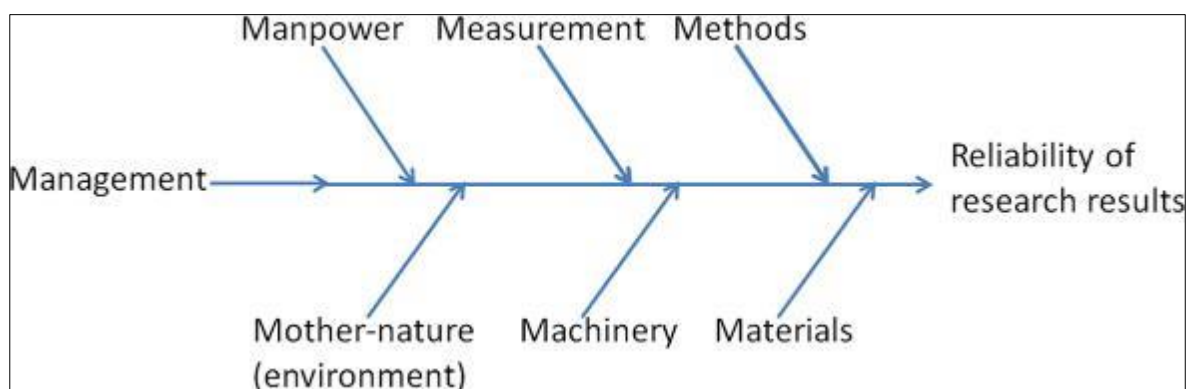 Manpower Measurement Methods
Management
Reliability of
research results
Mother-nature
(environment)
Machinery
Materials